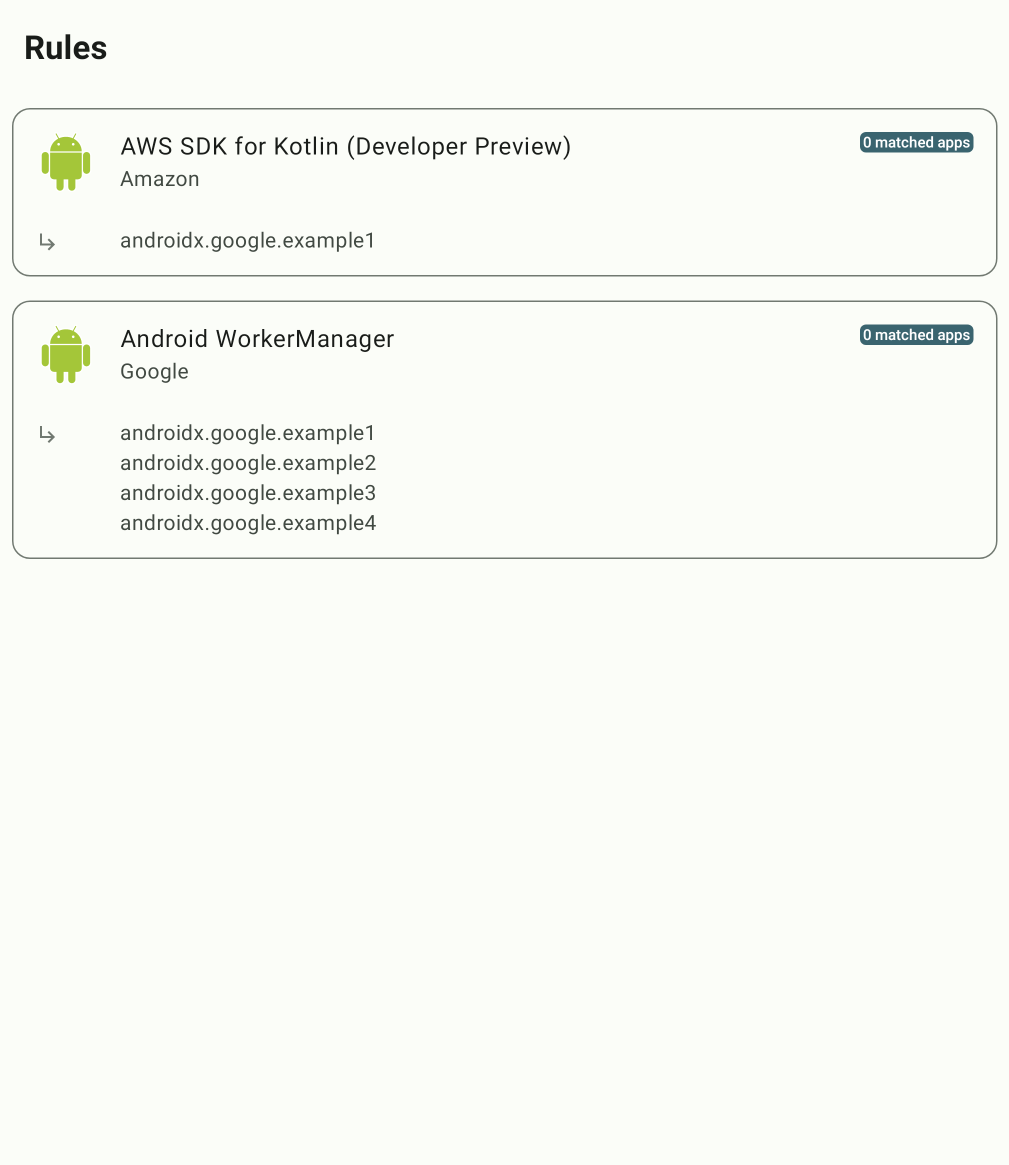 Rules
AWS SDK for Kotlin (Developer Preview)
0 matched apps
Amazon
androidx.google.example1
Android WorkerManager
0 matched apps
Google
androidx.google.example1
androidx.google.example2
androidx.google.example3
androidx.google.example4